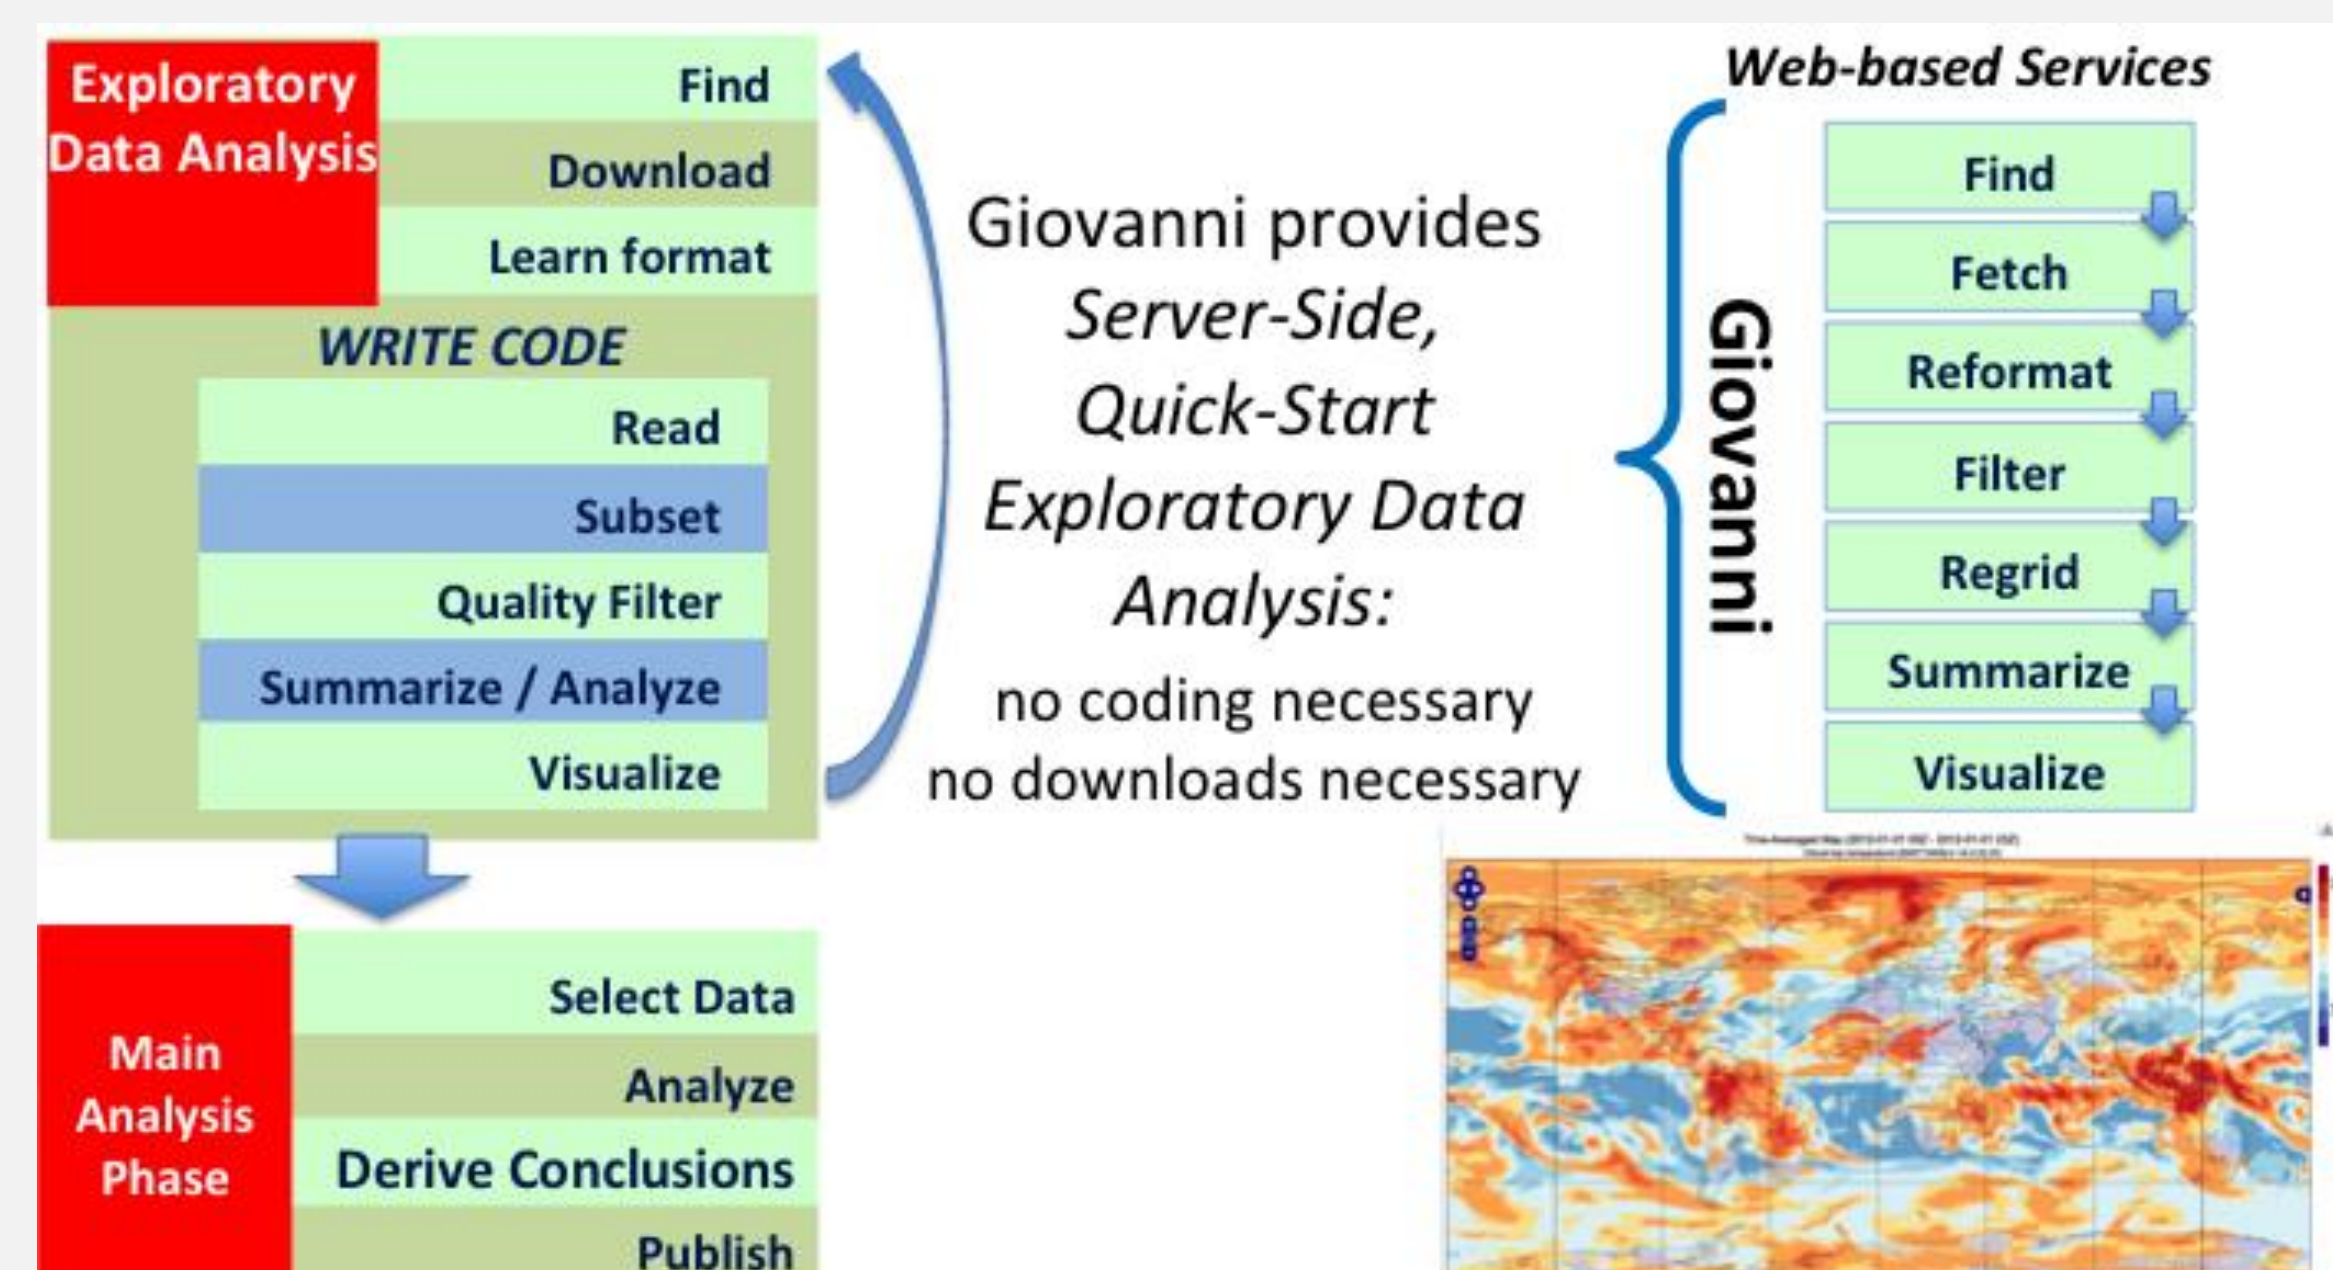 Exploratory
Data Analysis
Find
Download
Learn format
WRITE CODE
Read
Subset
Quality Filter
Summarize / Analyze
Visualize
Main
Analysis
Phase
Select Data
Analyze
Derive Conclusions
Publish
Giovanni provides
Server-Side,
Quick-Start
Exploratory Data
Analysis:
no coding necessary
no downloads necessary
Web-based Services
Giovanni
Find
Fetch
Reformat
Filter
Regrid
Summarize
Visualize